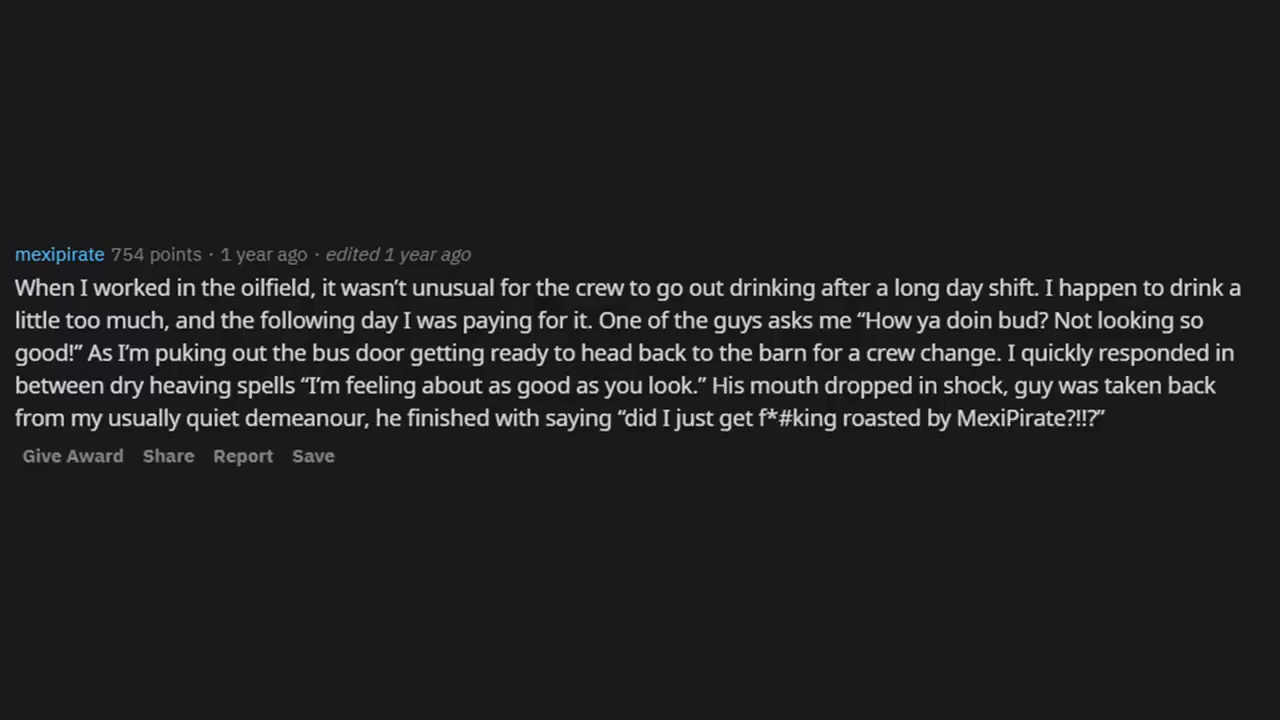 mexipirate 754 points · 1 year ago · edited 1 year ago
When I worked in the oilfield, it wasn’t unusual for the crew to go out drinking after a long day shift. I happen to drink a
little too much, and the following day I was paying for it. One of the guys asks me “How ya doin bud? Not looking so
good!” As I’m puking out the bus door getting ready to head back to the barn for a crew change. I quickly responded in
between dry heaving spells “I’m feeling about as good as you look.” His mouth dropped in shock, guy was taken back
from my usually quiet demeanour, he finished with saying “did I just get f*#king roasted by MexiPirate?!!?”
Give Award Share Report Save